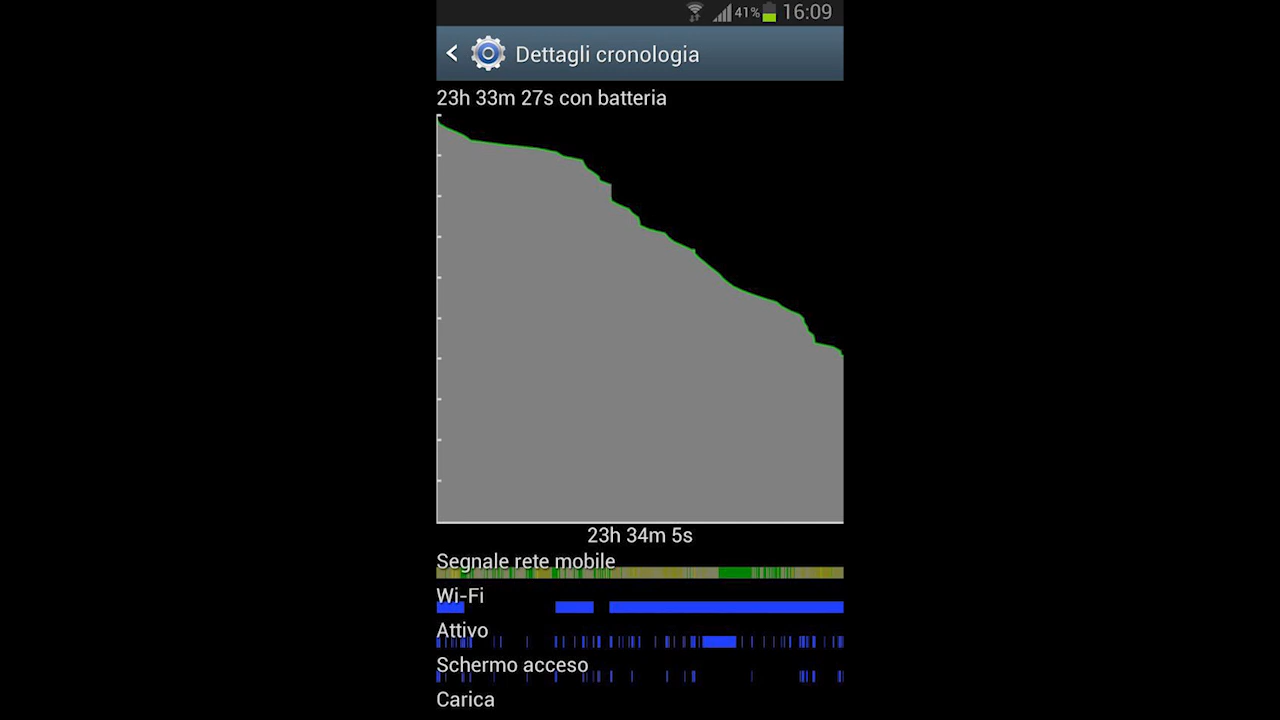 41% 16:09
Dettagli cronologia
23h 33m 27s con batteria
23h 34m 5s
Segnale rete mobile
Wi-Fi
Attivo
Schermo acceso
Carica